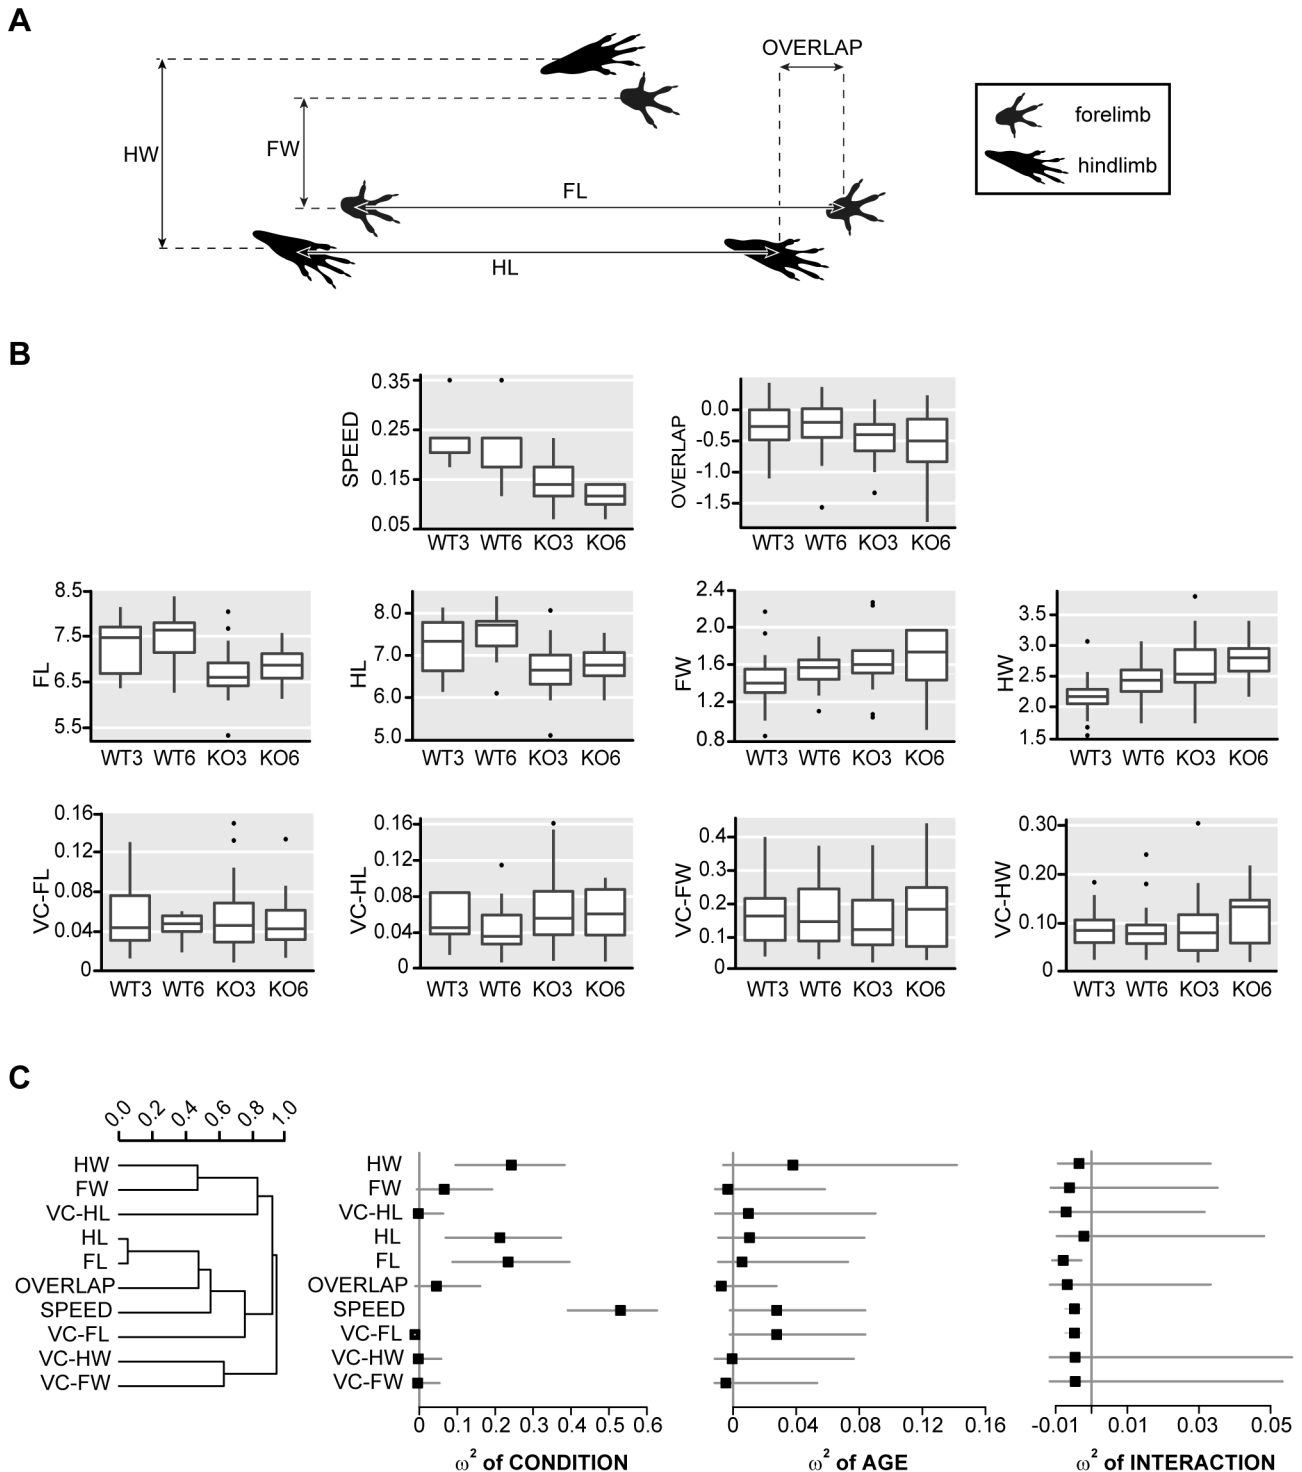 A
OVERLAP
HW
FW
FL
HL
forelimb
hindlimb
B
SPEED
0.35
0.25
0.15
0.05
WT3 WT6 KO3 KO6
OVERLAP
0.0
-0.5
-1.0
-1.5
WT3 WT6 KO3 KO6
FL
8.5
7.5
6.5
5.5
WT3 WT6 KO3 KO6
HL
8.0
7.0
6.0
5.0
WT3 WT6 KO3 KO6
FW
2.4
2.0
1.6
1.2
0.8
WT3 WT6 KO3 KO6
HW
3.5
3.0
2.5
2.0
1.5
WT3 WT6 KO3 KO6
VC-FL
0.16
0.12
0.08
0.04
0
WT3 WT6 KO3 KO6
VC-HL
0.16
0.12
0.08
0.04
0
WT3 WT6 KO3 KO6
VC-FW
0.4
0.3
0.2
0.1
0
WT3 WT6 KO3 KO6
VC-HW
0.30
0.20
0.10
0
WT3 WT6 KO3 KO6
C
0.0 0.2 0.4 0.6 0.8 1.0
HW
FW
VC-HL
HL
FL
OVERLAP
SPEED
VC-FL
VC-HW
VC-FW
HW
FW
VC-HL
HL
FL
OVERLAP
SPEED
VC-FL
VC-HW
VC-FW
0 0.1 0.2 0.3 0.4 0.5 0.6
ω² of CONDITION
0 0.04 0.08 0.12 0.16
ω² of AGE
-0.01 0.01 0.03 0.05
ω² of INTERACTION